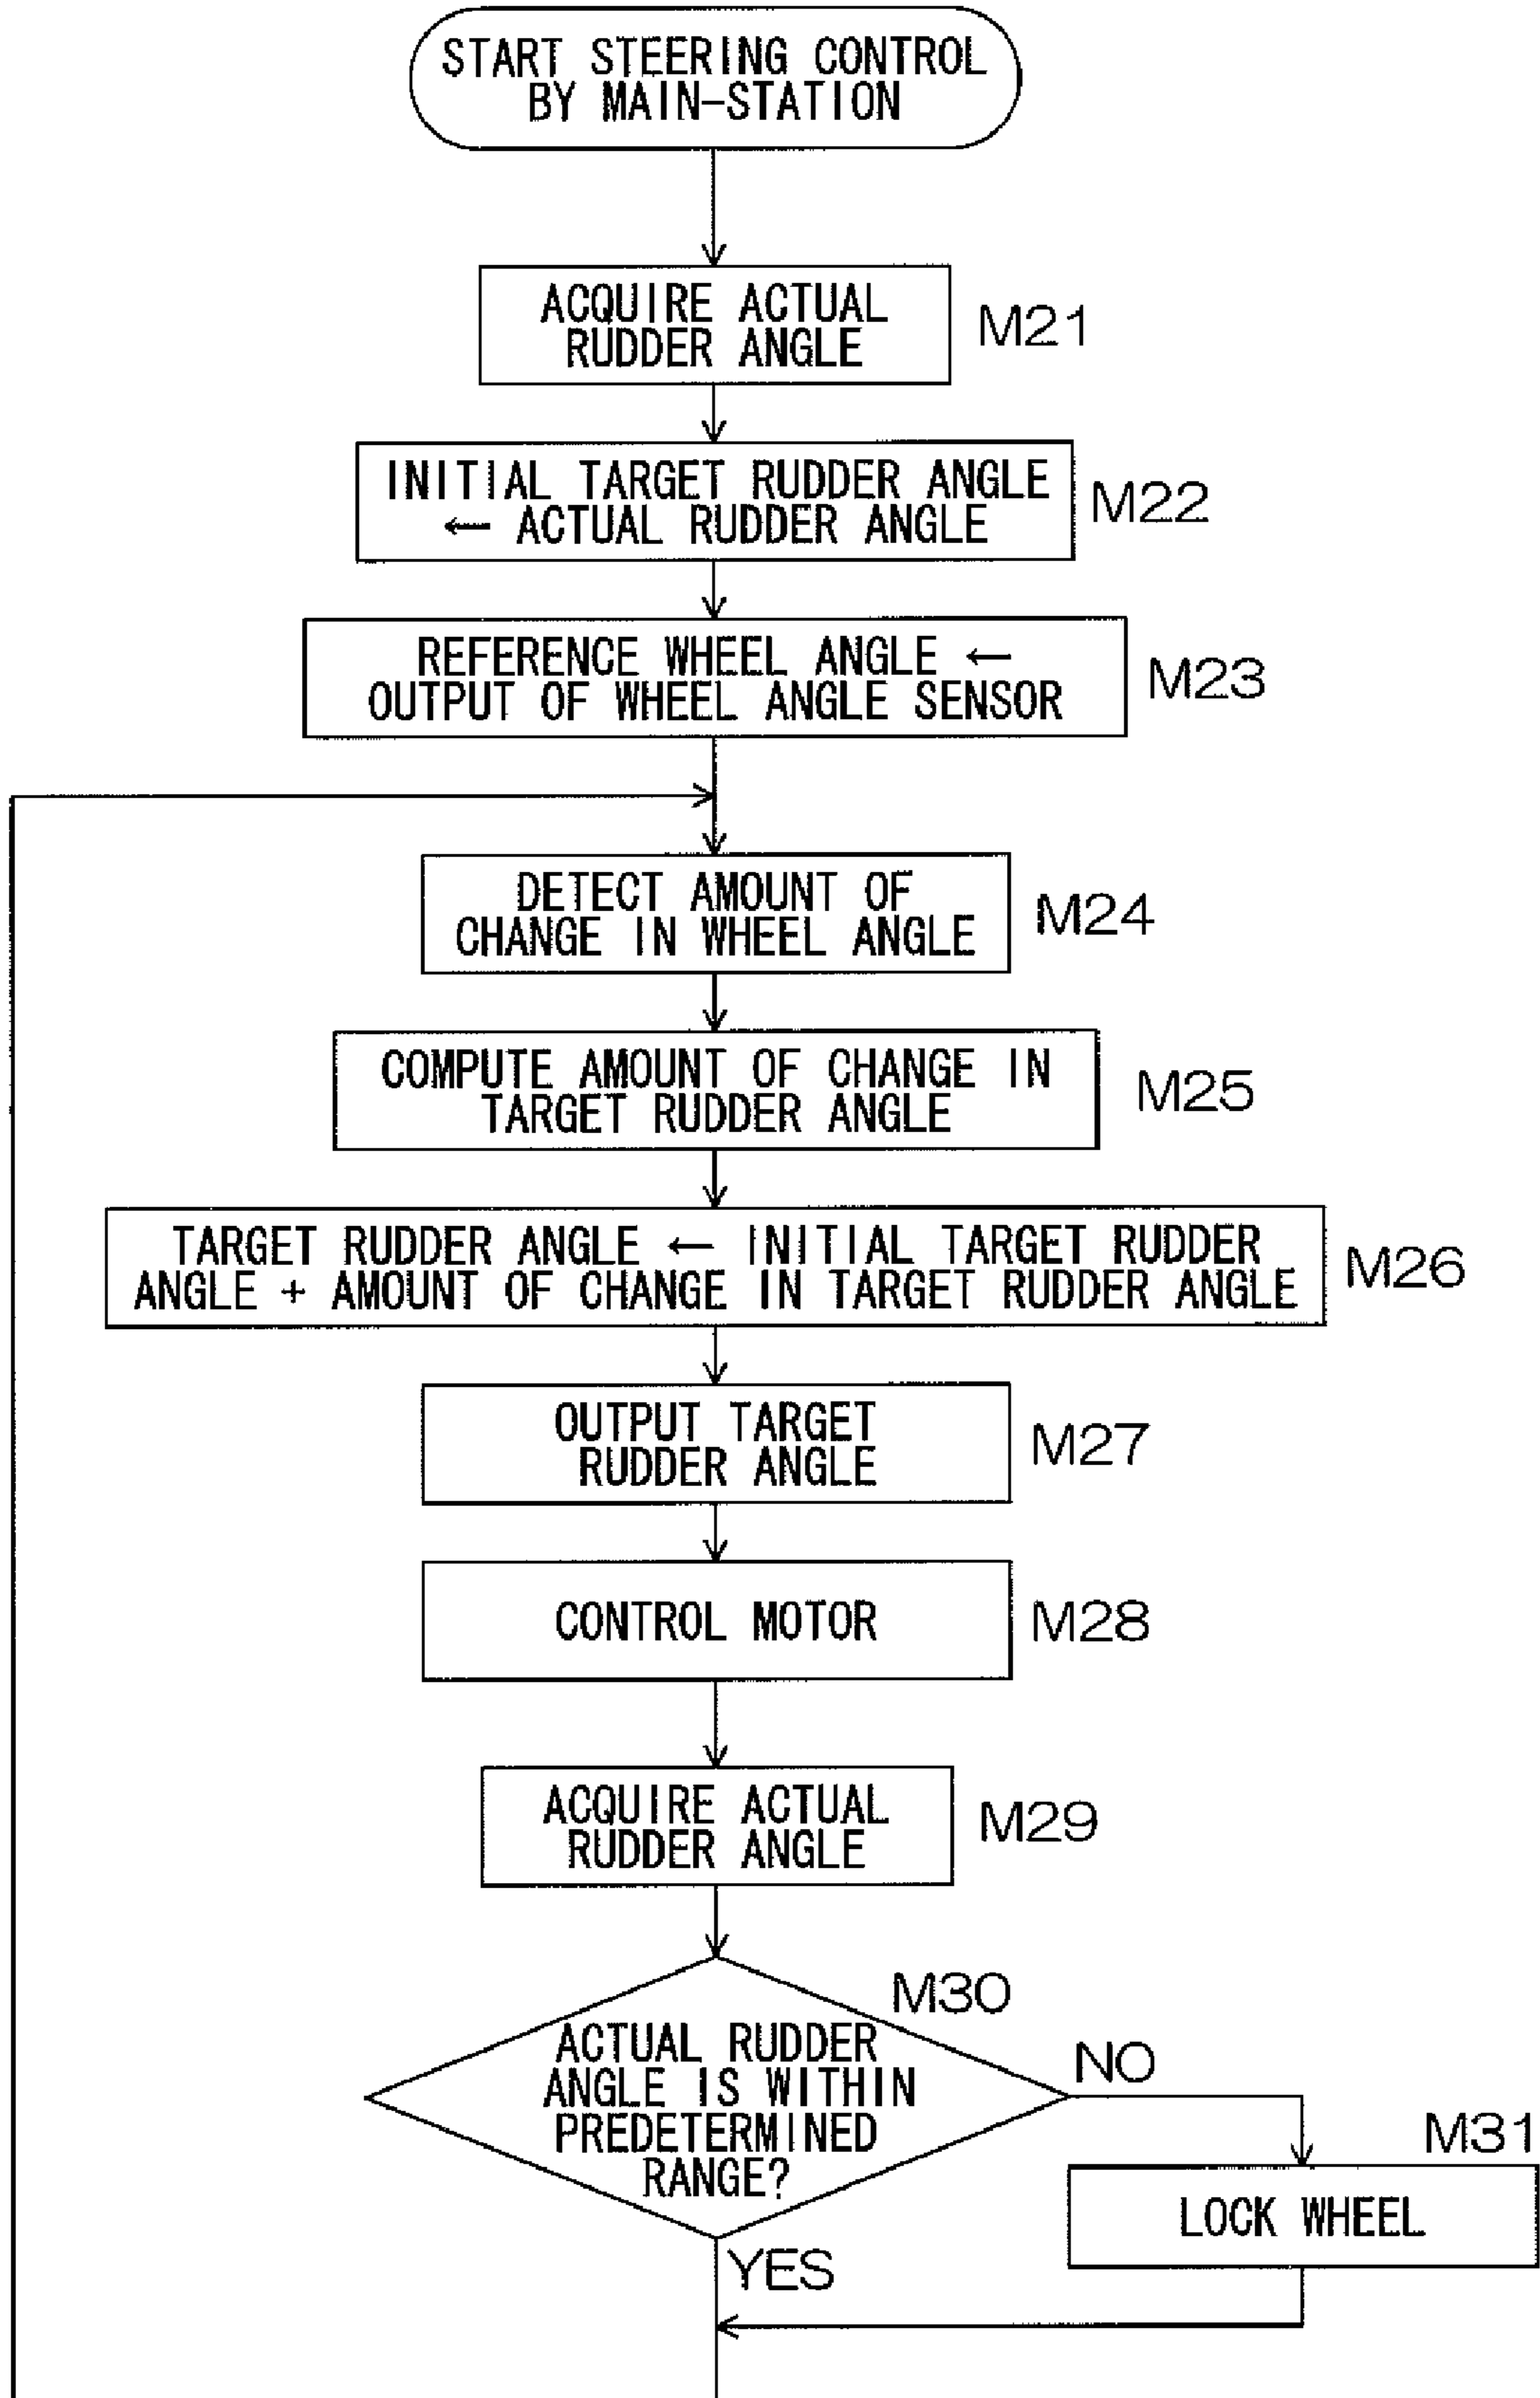 START STEERING CONTROL
BY MAIN-STATION
ACQUIRE ACTUAL
RUDDER ANGLE
M21
INITIAL TARGET RUDDER ANGLE
← ACTUAL RUDDER ANGLE
M22
REFERENCE WHEEL ANGLE ←
OUTPUT OF WHEEL ANGLE SENSOR
M23
DETECT AMOUNT OF
CHANGE IN WHEEL ANGLE
M24
COMPUTE AMOUNT OF CHANGE IN
TARGET RUDDER ANGLE
M25
TARGET RUDDER ANGLE ← INITIAL TARGET RUDDER
ANGLE + AMOUNT OF CHANGE IN TARGET RUDDER ANGLE
M26
OUTPUT TARGET
RUDDER ANGLE
M27
CONTROL MOTOR
M28
ACQUIRE ACTUAL
RUDDER ANGLE
M29
M30
ACTUAL RUDDER
ANGLE IS WITHIN
PREDETERMINED
RANGE?
NO
M31
LOCK WHEEL
YES